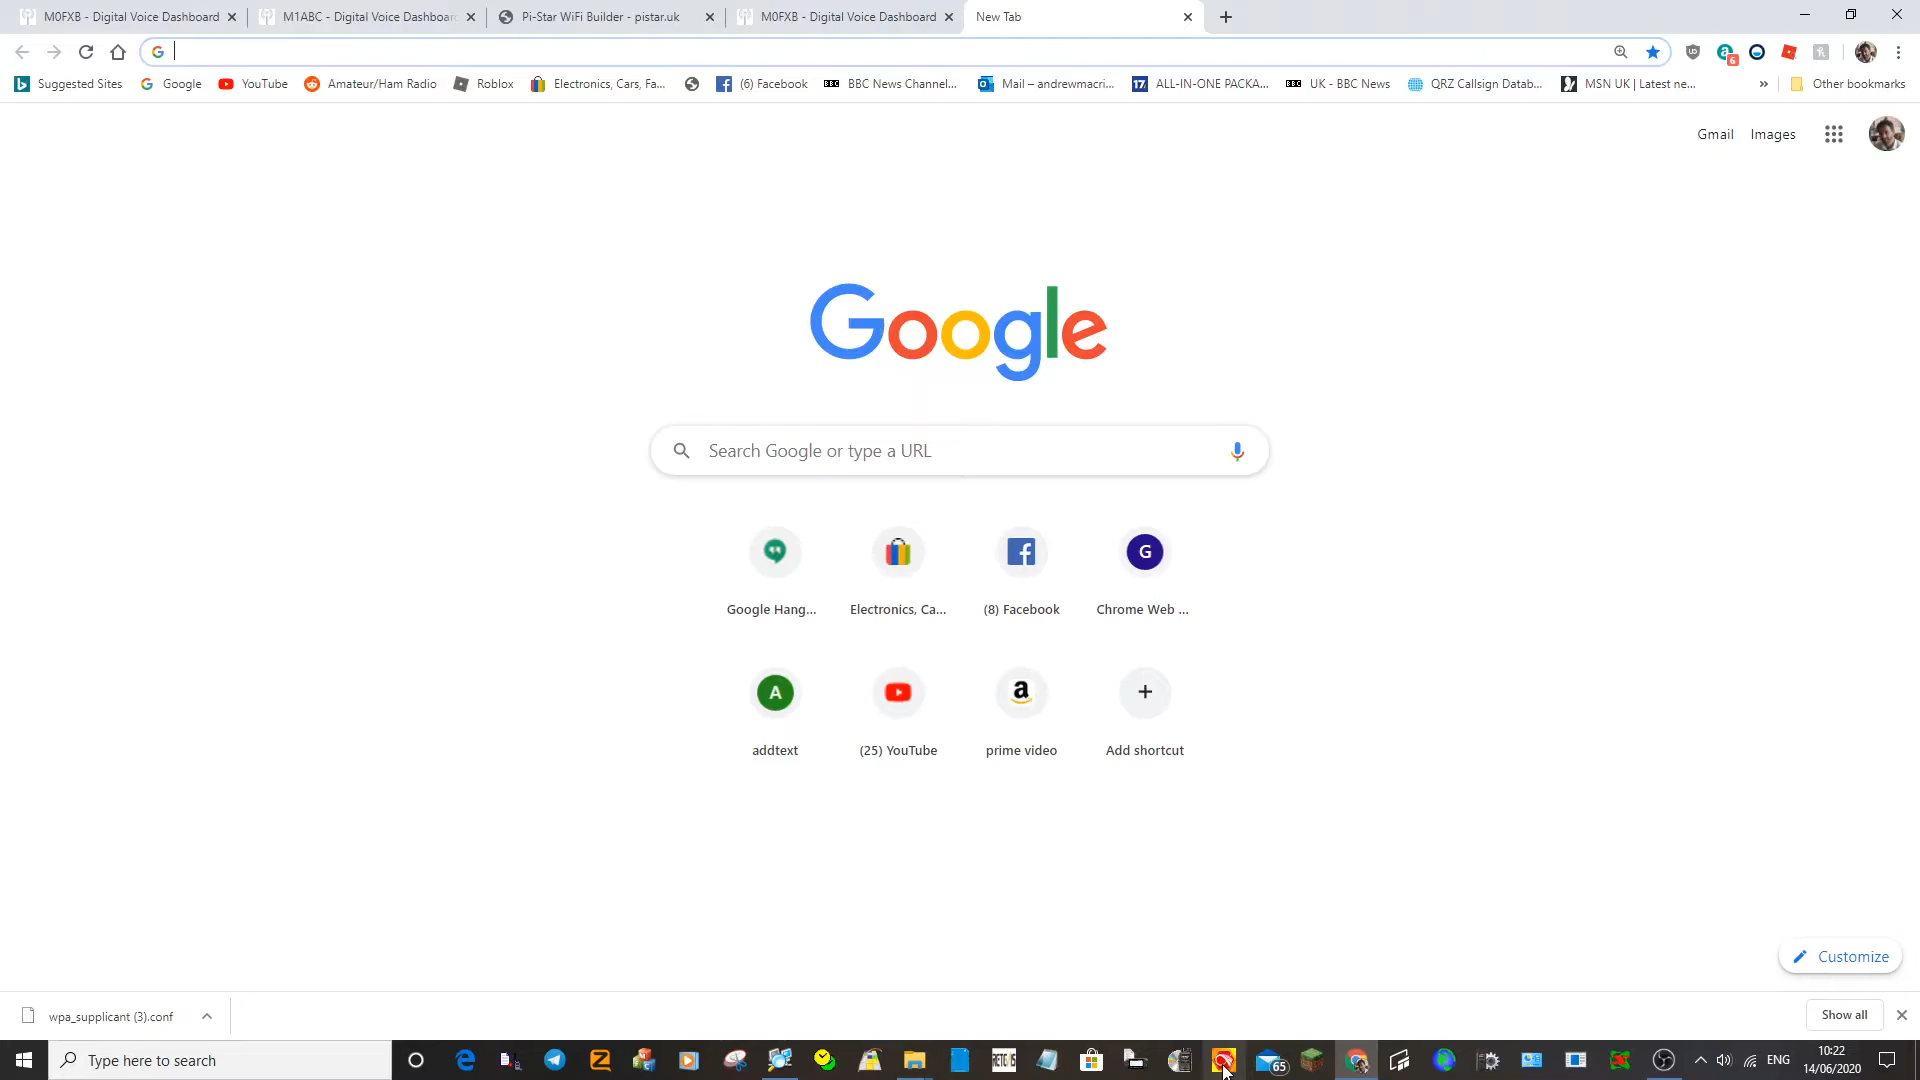 M0FXB - Digital Voice Dashboard
M1ABC - Digital Voice Dashboard
Pi-Star WiFi Builder - pistar.uk
M0FXB - Digital Voice Dashboard
New Tab
Suggested Sites
Google
YouTube
Amateur/Ham Radio
Roblox
Electronics, Cars, Fa...
(6) Facebook
BBC News Channel...
Mail – andrewmacri...
ALL-IN-ONE PACKA...
UK - BBC News
QRZ Callsign Datab...
MSN UK | Latest ne...
Other bookmarks
Gmail
Images
Google
Search Google or type a URL
Google Hang...
Electronics, Ca...
(8) Facebook
Chrome Web ...
addtext
(25) YouTube
prime video
Add shortcut
Customize
wpa_supplicant (3).conf
Show all
Type here to search
65
ENG
10:22
14/06/2020